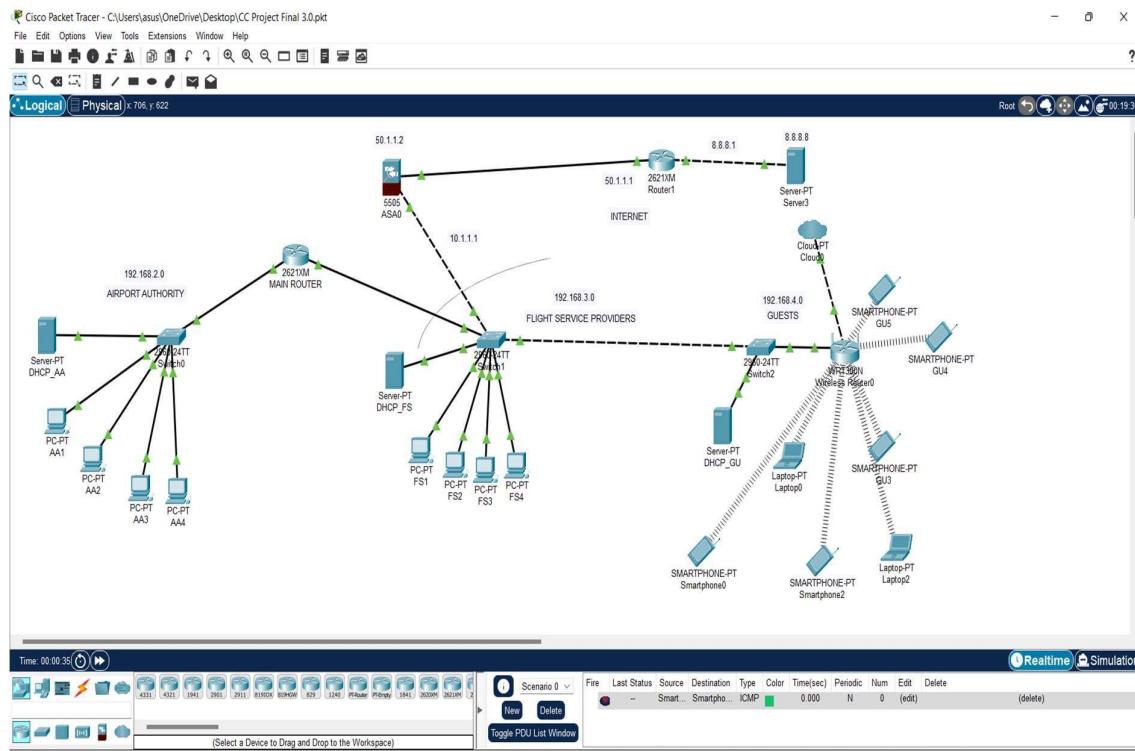 Cisco Packet Tracer - C:\Users\asus\OneDrive\Desktop\CC Project Final 3.0.pkt
File Edit Options View Tools Extensions Window Help
?
Logical Physical x: 706, y: 622
Root 00:19:3
50.1.1.2
5505
ASA0
50.1.1.1
2621XM
Router1
8.8.8.1
8.8.8.8
Server-PT
Server3
INTERNET
Cloud-PT
Cloud0
10.1.1.1
2621XM
MAIN ROUTER
192.168.2.0
AIRPORT AUTHORITY
192.168.3.0
FLIGHT SERVICE PROVIDERS
192.168.4.0
GUESTS
SMARTPHONE-PT
GU5
SMARTPHONE-PT
GU4
Server-PT
DHCP_AA
2960-24TT
Switch0
2960-24TT
Switch1
2960-24TT
Switch2
WRT300N
Wireless Router0
Server-PT
DHCP_FS
PC-PT
AA1
PC-PT
AA2
PC-PT
AA3
PC-PT
AA4
PC-PT
FS1
PC-PT
FS2
PC-PT
FS3
PC-PT
FS4
Server-PT
DHCP_GU
Laptop-PT
Laptop0
SMARTPHONE-PT
GU3
SMARTPHONE-PT
Smartphone0
SMARTPHONE-PT
Smartphone2
Laptop-PT
Laptop2
Time: 00:00:35
Realtime Simulation
4331 4321 1941 2901 2911 819IOX 819HGW 829 1240 PT-Router PT-Empty 1841 2620XM 2621XM 2
(Select a Device to Drag and Drop to the Workspace)
Scenario 0
New Delete
Toggle PDU List Window
Fire Last Status Source Destination Type Color Time(sec) Periodic Num Edit Delete
-- Smart... Smartpho... ICMP 0.000 N 0 (edit) (delete)